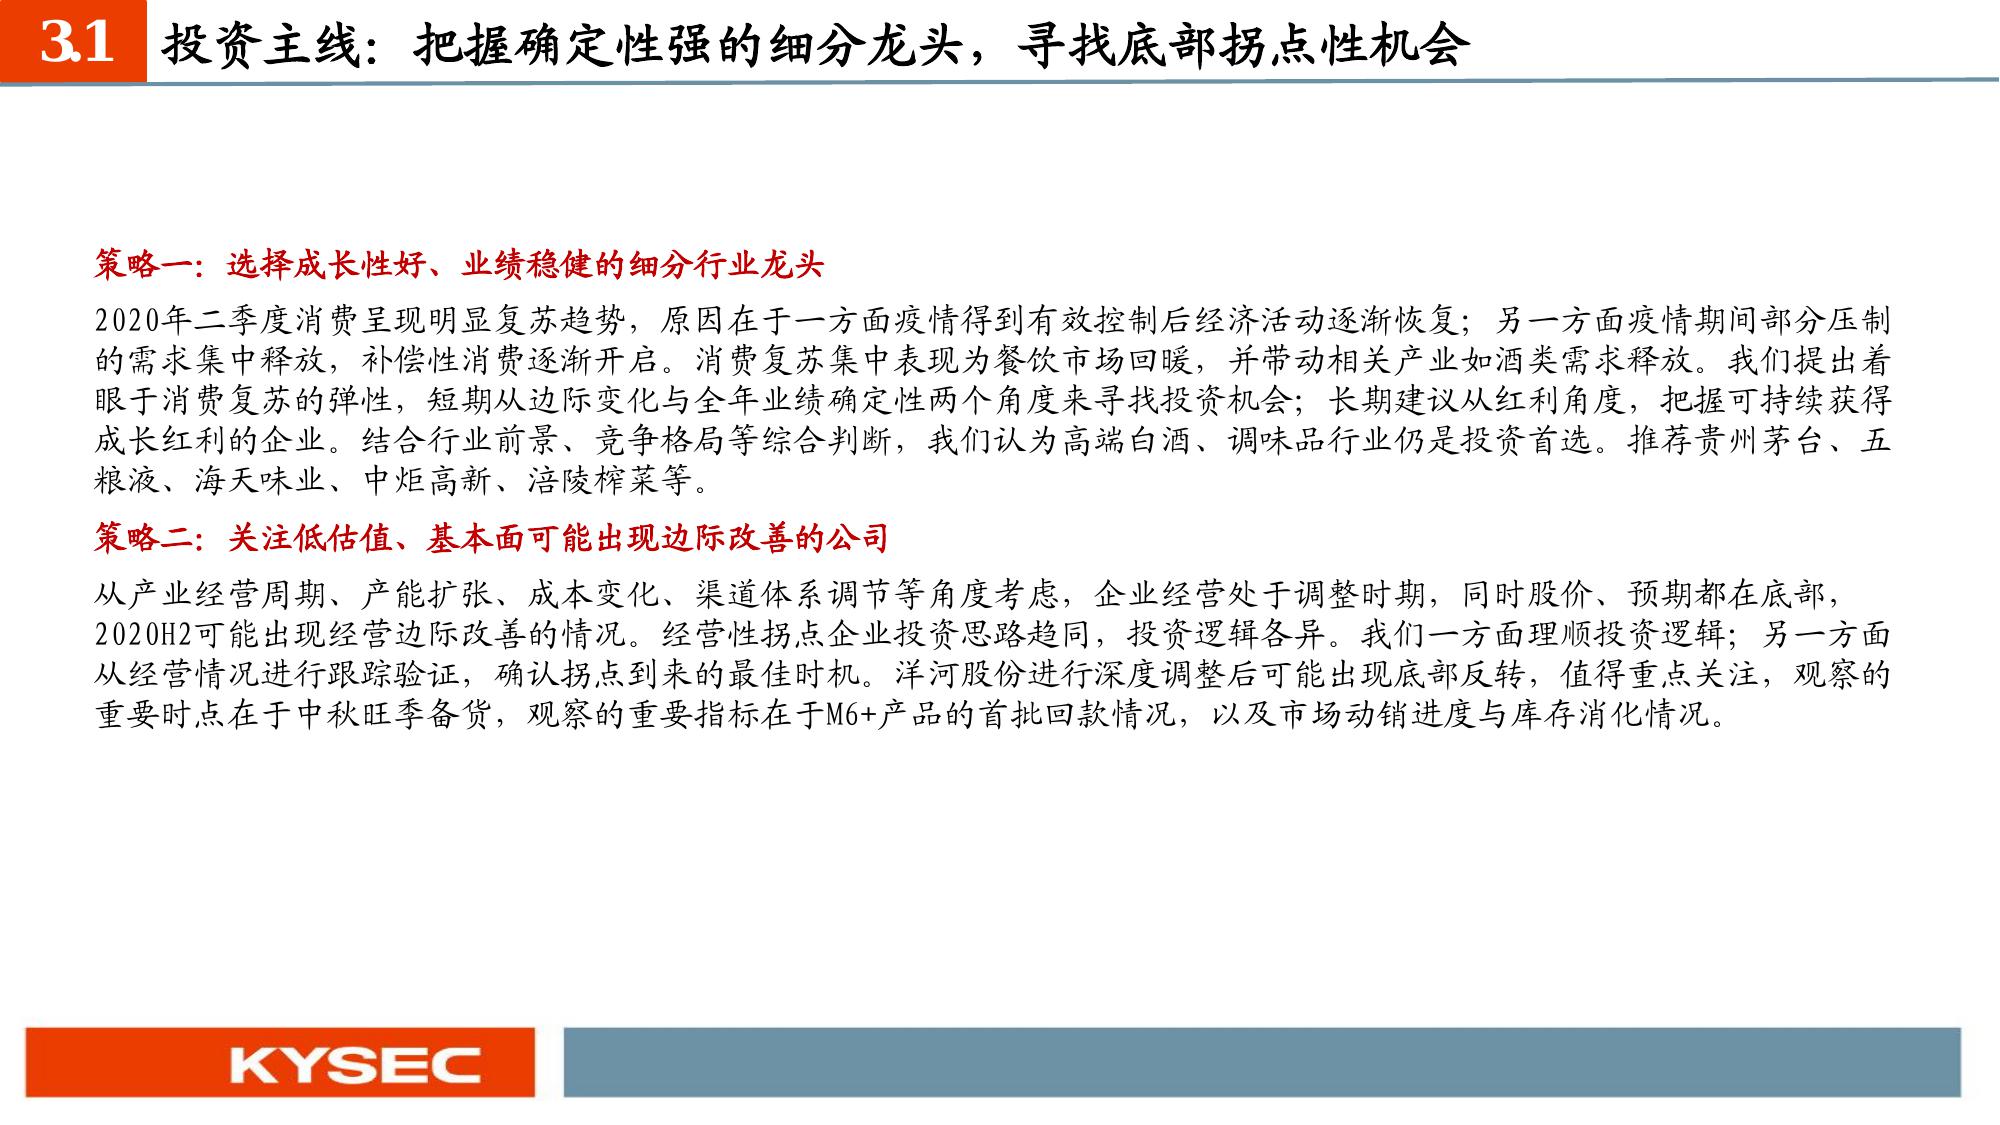 3.1 投资主线：把握确定性强的细分龙头，寻找底部拐点性机会
策略一：选择成长性好、业绩稳健的细分行业龙头
2020年二季度消费呈现明显复苏趋势，原因在于一方面疫情得到有效控制后经济活动逐渐恢复；另一方面疫情期间部分压制
的需求集中释放，补偿性消费逐渐开启。消费复苏集中表现为餐饮市场回暖，并带动相关产业如酒类需求释放。我们提出着
眼于消费复苏的弹性，短期从边际变化与全年业绩确定性两个角度来寻找投资机会；长期建议从红利角度，把握可持续获得
成长红利的企业。结合行业前景、竞争格局等综合判断，我们认为高端白酒、调味品行业仍是投资首选。推荐贵州茅台、五
粮液、海天味业、中炬高新、涪陵榨菜等。
策略二：关注低估值、基本面可能出现边际改善的公司
从产业经营周期、产能扩张、成本变化、渠道体系调节等角度考虑，企业经营处于调整时期，同时股价、预期都在底部，
2020H2可能出现经营边际改善的情况。经营性拐点企业投资思路趋同，投资逻辑各异。我们一方面理顺投资逻辑；另一方面
从经营情况进行跟踪验证，确认拐点到来的最佳时机。洋河股份进行深度调整后可能出现底部反转，值得重点关注，观察的
重要时点在于中秋旺季备货，观察的重要指标在于M6+产品的首批回款情况，以及市场动销进度与库存消化情况。
KYSEC